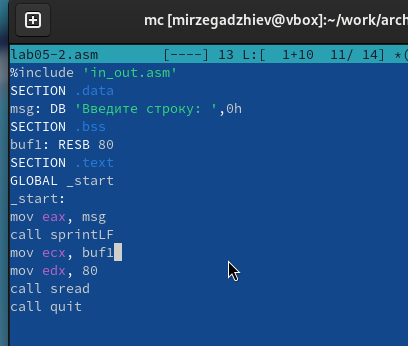 mc [mirzegadzhiev@vbox]:~/work/arch
lab05-2.asm [----] 13 L:[ 1+10 11/ 14] *(
%include 'in_out.asm'
SECTION .data
msg: DB 'Введите строку: ',0h
SECTION .bss
buf1: RESB 80
SECTION .text
GLOBAL _start
_start:
mov eax, msg
call sprintLF
mov ecx, buf1
mov edx, 80
call sread
call quit